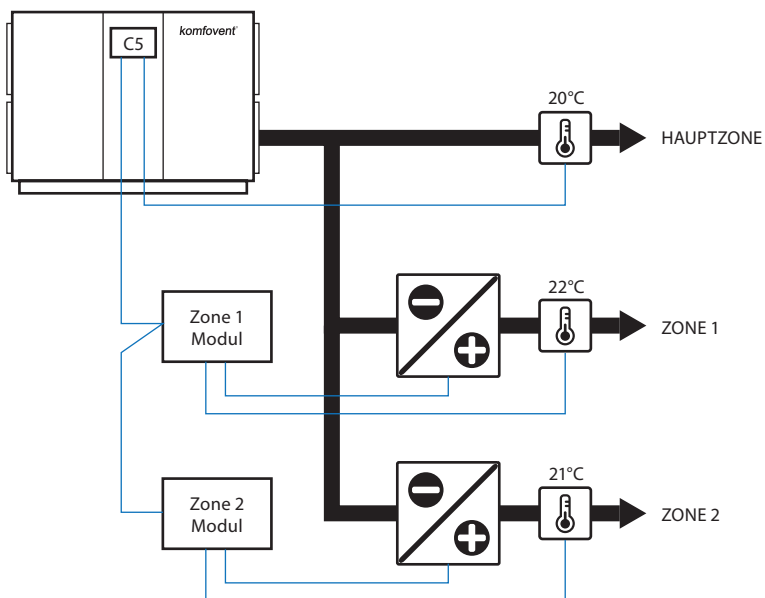 komfovent
C5
20°C
HAUPTZONE
Zone 1
Modul
22°C
ZONE 1
Zone 2
Modul
21°C
ZONE 2